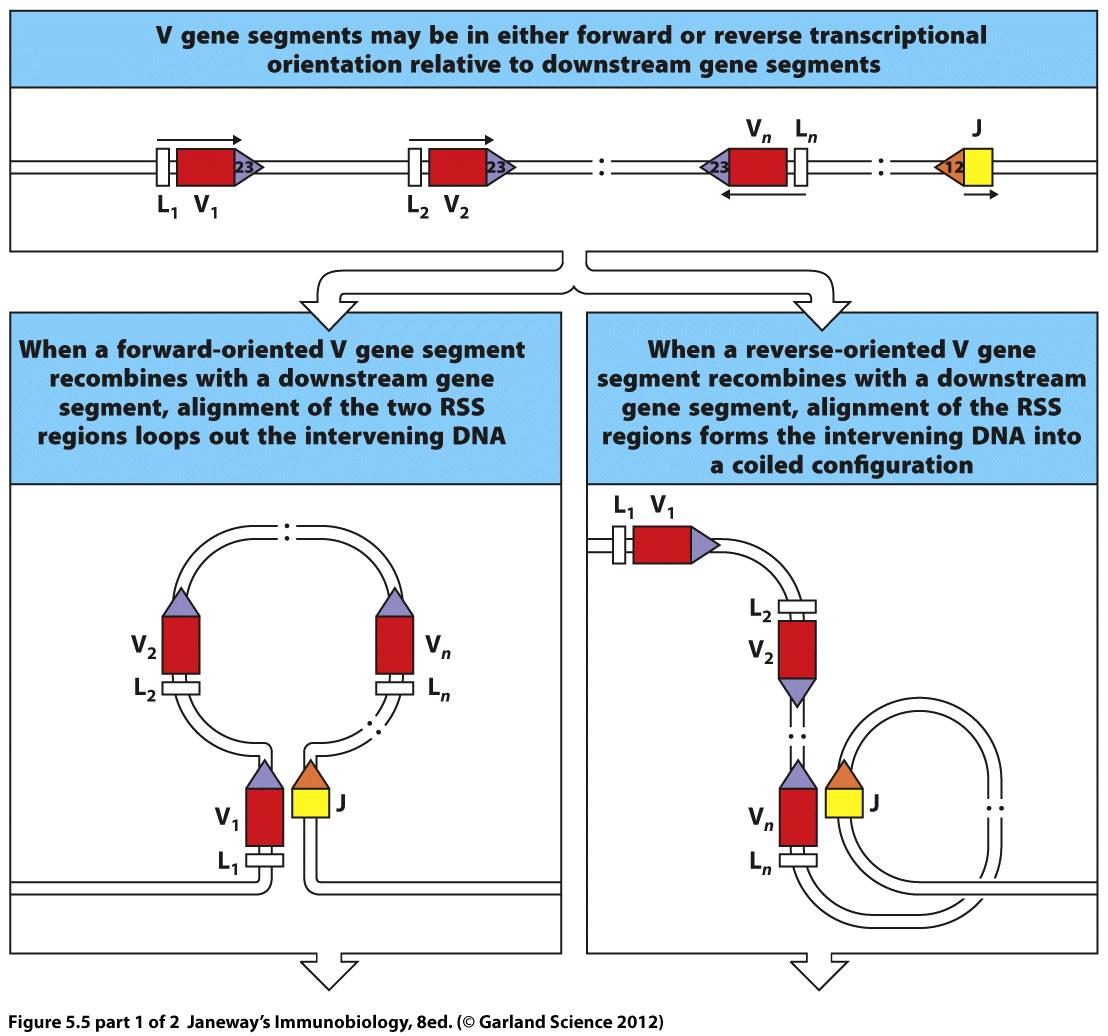 V gene segments may be in either forward or reverse transcriptional
orientation relative to downstream gene segments
Vn Ln J
23 23 23 12
L1 V1 L2 V2
When a forward-oriented V gene segment
recombines with a downstream gene
segment, alignment of the two RSS
regions loops out the intervening DNA
V2 Vn
L2 Ln
V1 J
L1
When a reverse-oriented V gene
segment recombines with a downstream
gene segment, alignment of the RSS
regions forms the intervening DNA into
a coiled configuration
L1 V1
L2
V2
Vn J
Ln
Figure 5.5 part 1 of 2 Janeway’s Immunobiology, 8ed. (© Garland Science 2012)